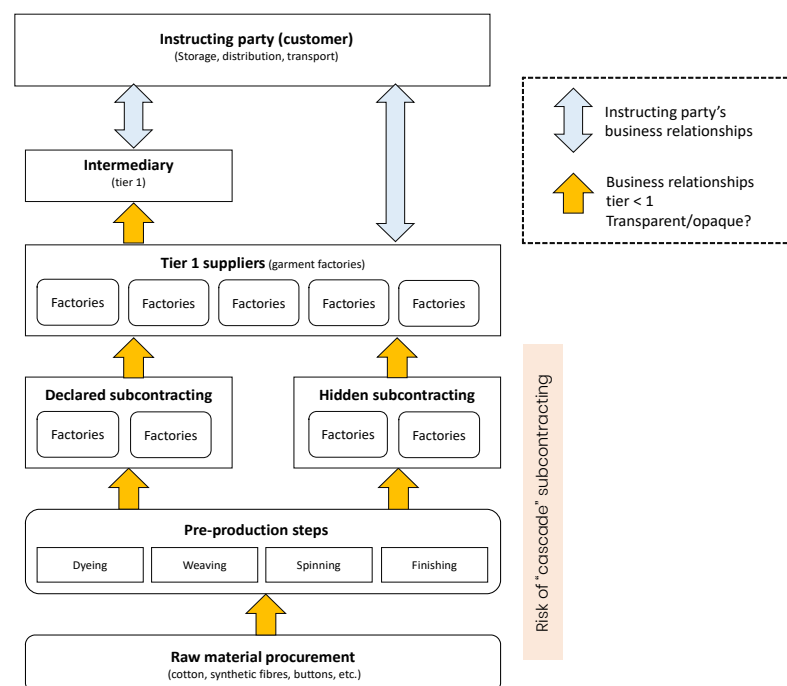 Instructing party (customer)
(Storage, distribution, transport)
Instructing party's
business relationships
Intermediary
(tier 1)
Business relationships
tier < 1
Transparent/opaque?
Tier 1 suppliers (garment factories)
Factories
Factories
Factories
Factories
Factories
Declared subcontracting
Factories
Factories
Hidden subcontracting
Factories
Factories
Risk of "cascade" subcontracting
Pre-production steps
Dyeing
Weaving
Spinning
Finishing
Raw material procurement
(cotton, synthetic fibres, buttons, etc.)